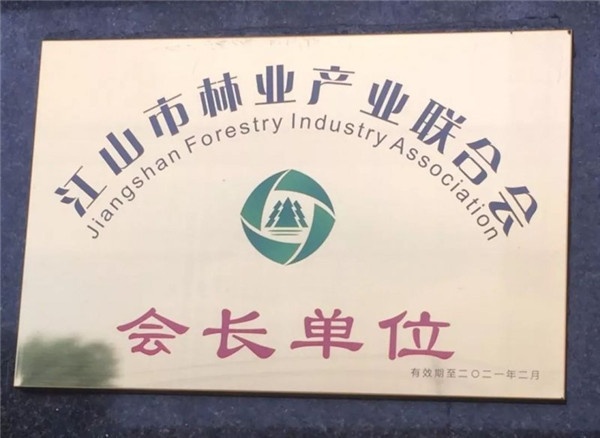 江山市林业产业联合会
Jiangshan Forestry Industry Association
会长单位
有效期至二〇二一年二月